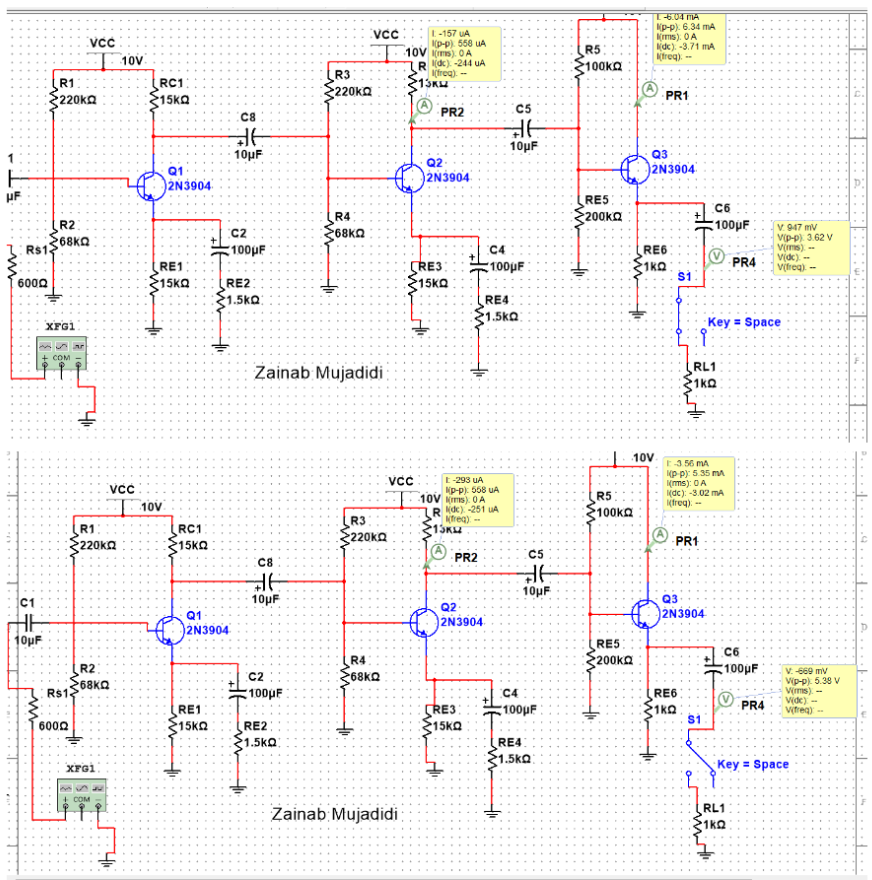 VCC
10V
R1
220kΩ
RC1
15kΩ
C8
+
10µF
1
µF
Q1
2N3904
R2
68kΩ
Rs1
600Ω
RE1
15kΩ
C2
+
100µF
RE2
1.5kΩ
XFG1
COM
+
−
VCC
10V
R3
220kΩ
R
13kΩ
I: -157 uA
I(p-p): 558 uA
I(rms): 0 A
I(dc): -244 uA
I(freq): --
A
PR2
C5
+
10µF
Q2
2N3904
R4
68kΩ
RE3
15kΩ
C4
+
100µF
RE4
1.5kΩ
R5
100kΩ
I: -6.04 mA
I(p-p): 6.34 mA
I(rms): 0 A
I(dc): -3.71 mA
I(freq): --
A
PR1
Q3
2N3904
RE5
200kΩ
C6
+
100µF
RE6
1kΩ
V: 947 mV
V(p-p): 3.62 V
V(rms): --
V(dc): --
V(freq): --
V
PR4
S1
Key = Space
RL1
1kΩ
Zainab Mujadidi
VCC
10V
R1
220kΩ
RC1
15kΩ
C8
+
10µF
C1
10µF
Q1
2N3904
R2
68kΩ
Rs1
600Ω
RE1
15kΩ
C2
+
100µF
RE2
1.5kΩ
XFG1
COM
+
−
VCC
10V
R3
220kΩ
R
13kΩ
I: -293 uA
I(p-p): 558 uA
I(rms): 0 A
I(dc): -251 uA
I(freq): --
A
PR2
C5
+
10µF
Q2
2N3904
R4
68kΩ
RE3
15kΩ
C4
+
100µF
RE4
1.5kΩ
10V
R5
100kΩ
I: -3.56 mA
I(p-p): 5.35 mA
I(rms): 0 A
I(dc): -3.02 mA
I(freq): --
A
PR1
Q3
2N3904
RE5
200kΩ
C6
+
100µF
RE6
1kΩ
V: -669 mV
V(p-p): 5.38 V
V(rms): --
V(dc): --
V(freq): --
V
PR4
S1
Key = Space
RL1
1kΩ
Zainab Mujadidi